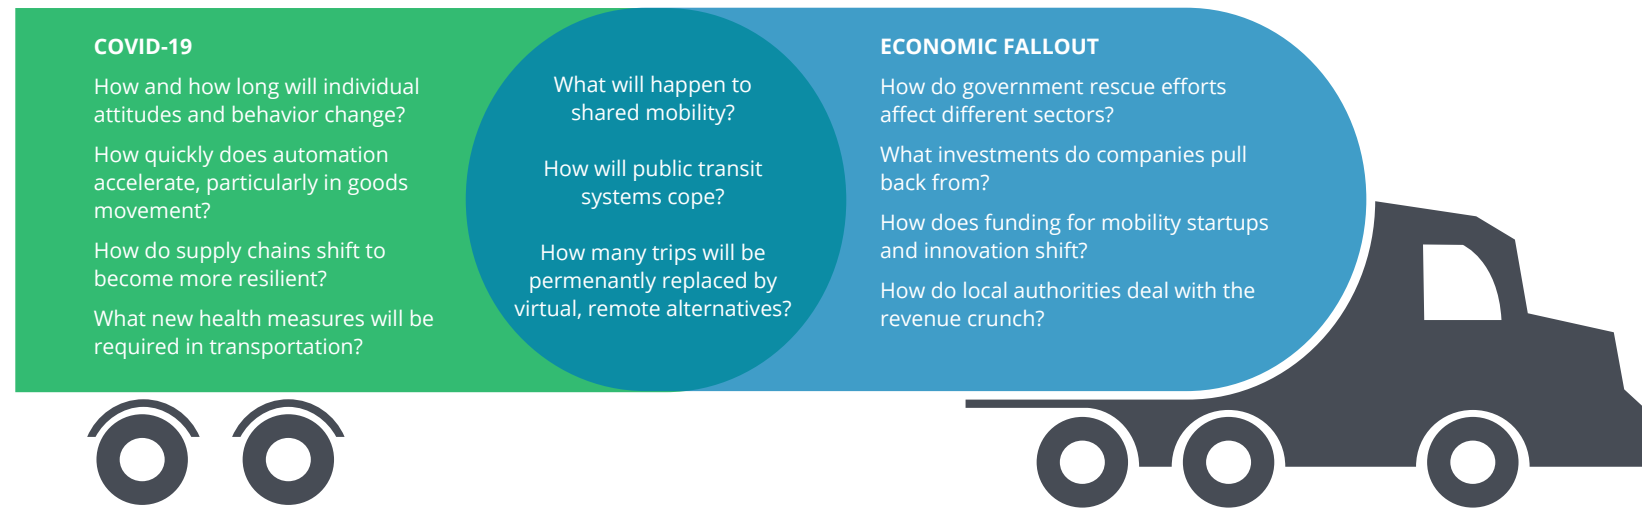 COVID-19
How and how long will individual
attitudes and behavior change?
How quickly does automation
accelerate, particularly in goods
movement?
How do supply chains shift to
become more resilient?
What new health measures will be
required in transportation?
What will happen to
shared mobility?
How will public transit
systems cope?
How many trips will be
permenantly replaced by
virtual, remote alternatives?
ECONOMIC FALLOUT
How do government rescue efforts
affect different sectors?
What investments do companies pull
back from?
How does funding for mobility startups
and innovation shift?
How do local authorities deal with the
revenue crunch?